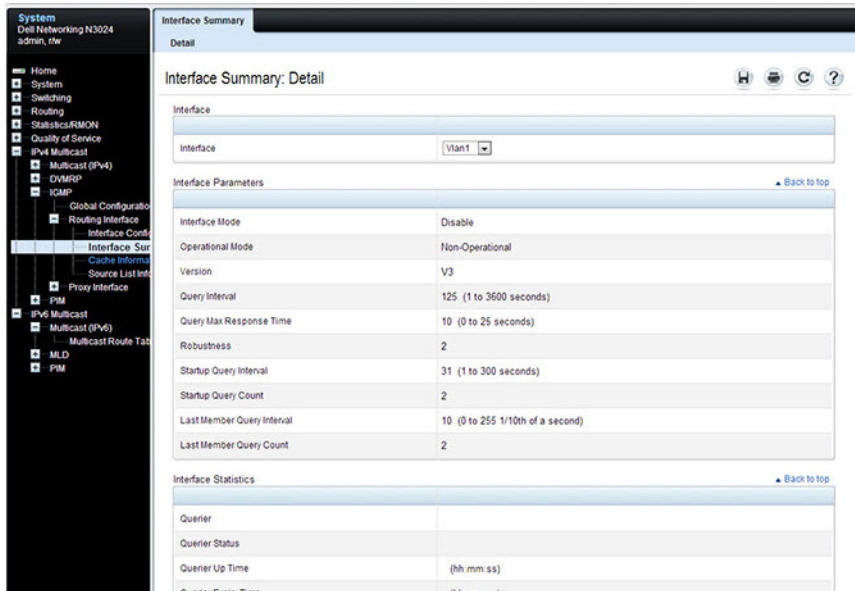 System
Dell Networking N3024
admin, r/w
Home
System
Switching
Routing
Statistics/RMON
Quality of Service
IPv4 Multicast
Multicast (IPv4)
DVMRP
IGMP
Global Configuratio
Routing Interface
Interface Confi
Interface Sur
Cache Informa
Source List Info
Proxy Interface
PIM
IPv6 Multicast
Multicast (IPv6)
Multicast Route Tab
MLD
PIM
Interface Summary
Detail
Interface Summary: Detail
Interface
Interface Vlan1
Interface Parameters Back to top
Interface Mode Disable
Operational Mode Non-Operational
Version V3
Query Interval 125 (1 to 3600 seconds)
Query Max Response Time 10 (0 to 25 seconds)
Robustness 2
Startup Query Interval 31 (1 to 300 seconds)
Startup Query Count 2
Last Member Query Interval 10 (0 to 255 1/10th of a second)
Last Member Query Count 2
Interface Statistics Back to top
Querier
Querier Status
Querier Up Time (hh:mm:ss)